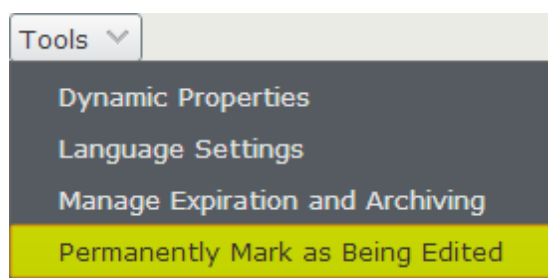 Tools
Dynamic Properties
Language Settings
Manage Expiration and Archiving
Permanently Mark as Being Edited